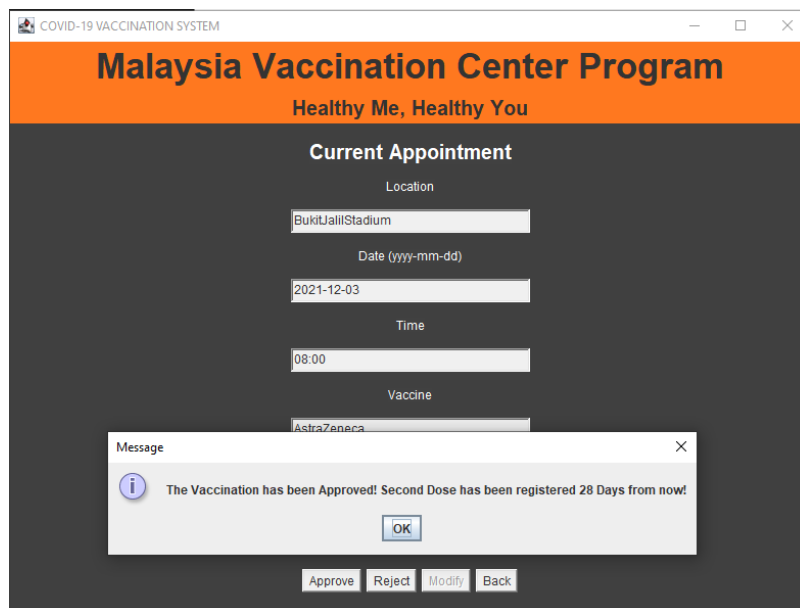 COVID-19 VACCINATION SYSTEM
Malaysia Vaccination Center Program
Healthy Me, Healthy You
Current Appointment
Location
BukitJalilStadium
Date (yyyy-mm-dd)
2021-12-03
Time
08:00
Vaccine
AstraZeneca
Message
The Vaccination has been Approved! Second Dose has been registered 28 Days from now!
OK
Approve Reject Modify Back